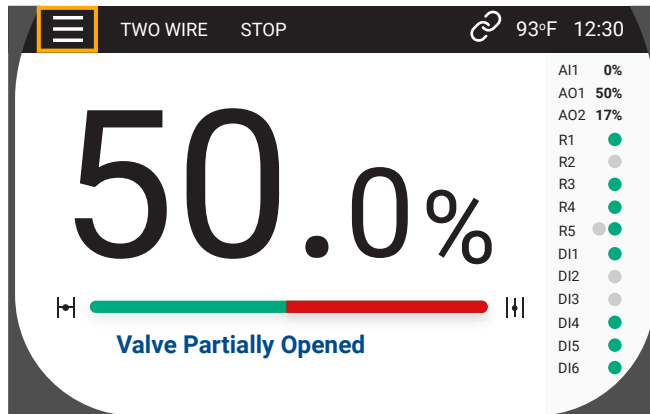 TWO WIRE STOP 93°F 12:30
50.0%
Valve Partially Opened
AI1 0%
AO1 50%
AO2 17%
R1
R2
R3
R4
R5
DI1
DI2
DI3
DI4
DI5
DI6